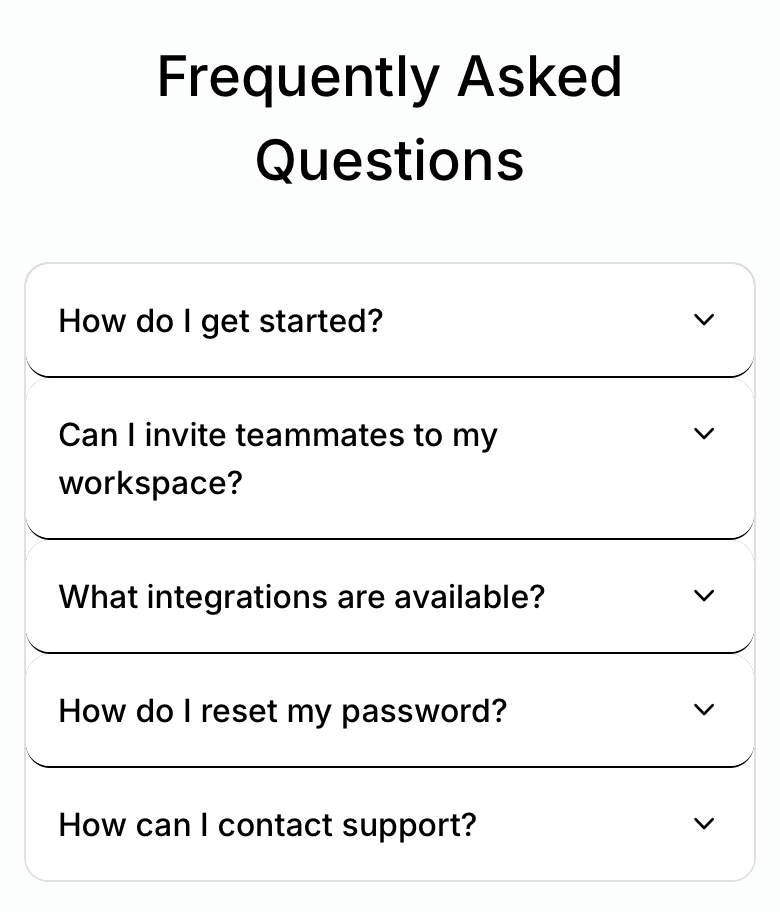 Frequently Asked
Questions
How do I get started?
Can I invite teammates to my
workspace?
What integrations are available?
How do I reset my password?
How can I contact support?